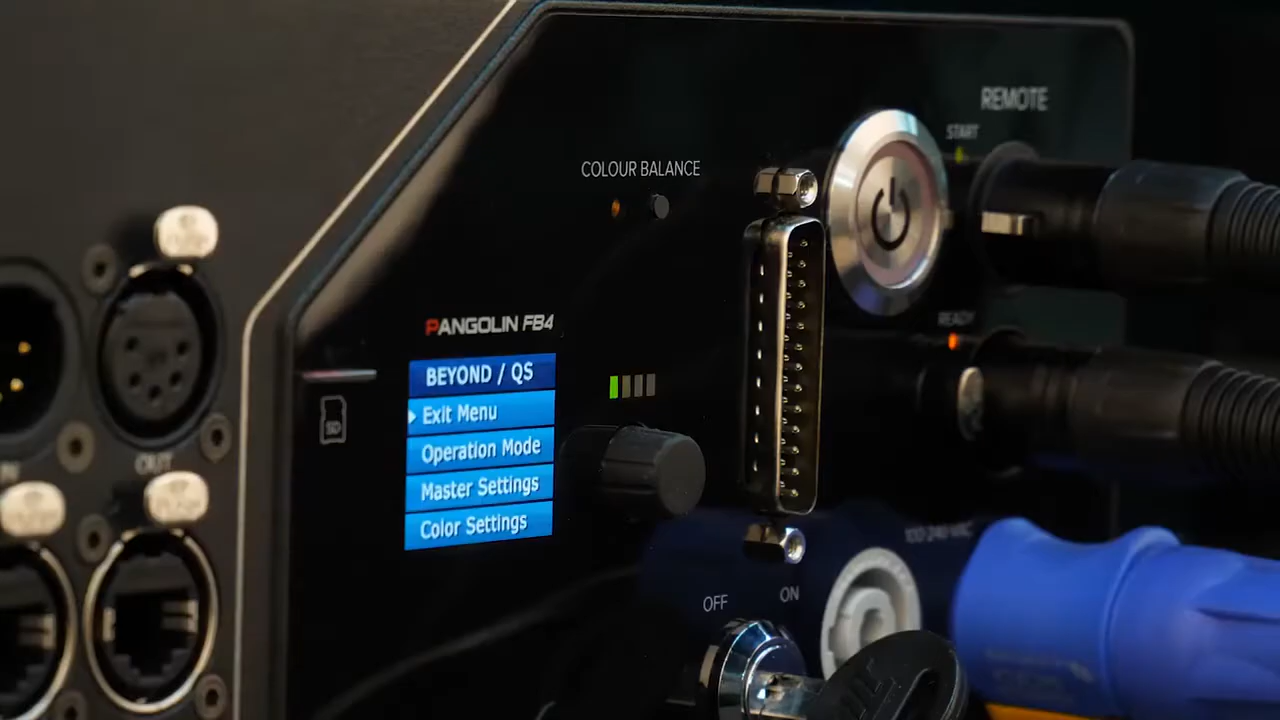 REMOTE
START
COLOUR BALANCE
PANGOLIN FB4
READY
BEYOND / QS
Exit Menu
Operation Mode
Master Settings
Color Settings
SD
OUT
100-240 VAC
OFF
ON